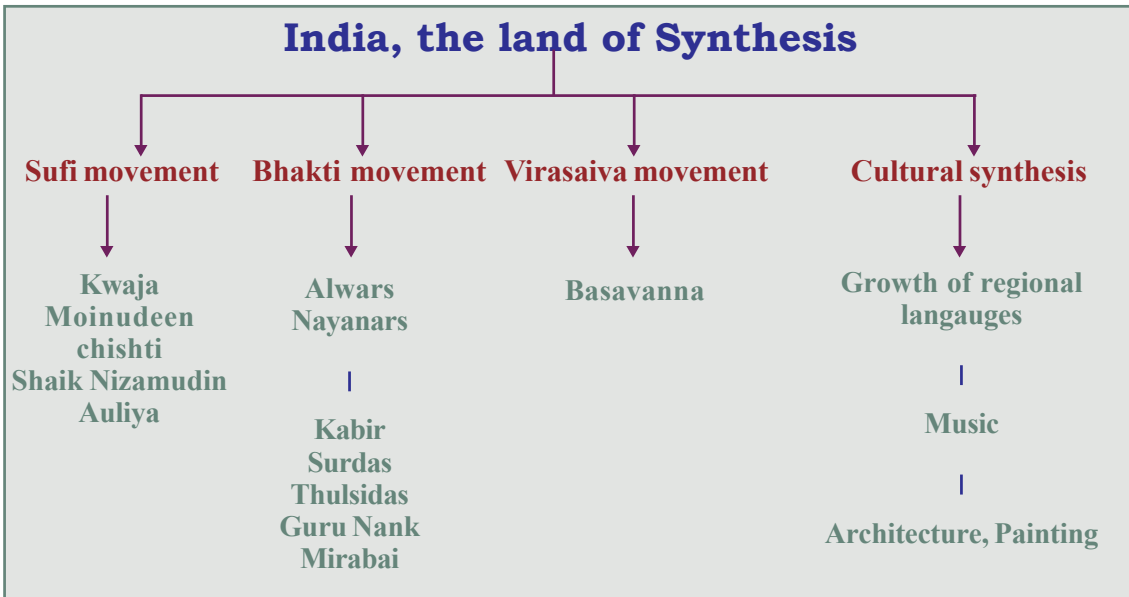 India, the land of Synthesis
Sufi movement
Bhakti movement
Virasaiva movement
Cultural synthesis
Kwaja
Moinudeen
chishti
Shaik Nizamudin
Auliya
Alwars
Nayanars
Kabir
Surdas
Thulsidas
Guru Nank
Mirabai
Basavanna
Growth of regional
langauges
Music
Architecture, Painting